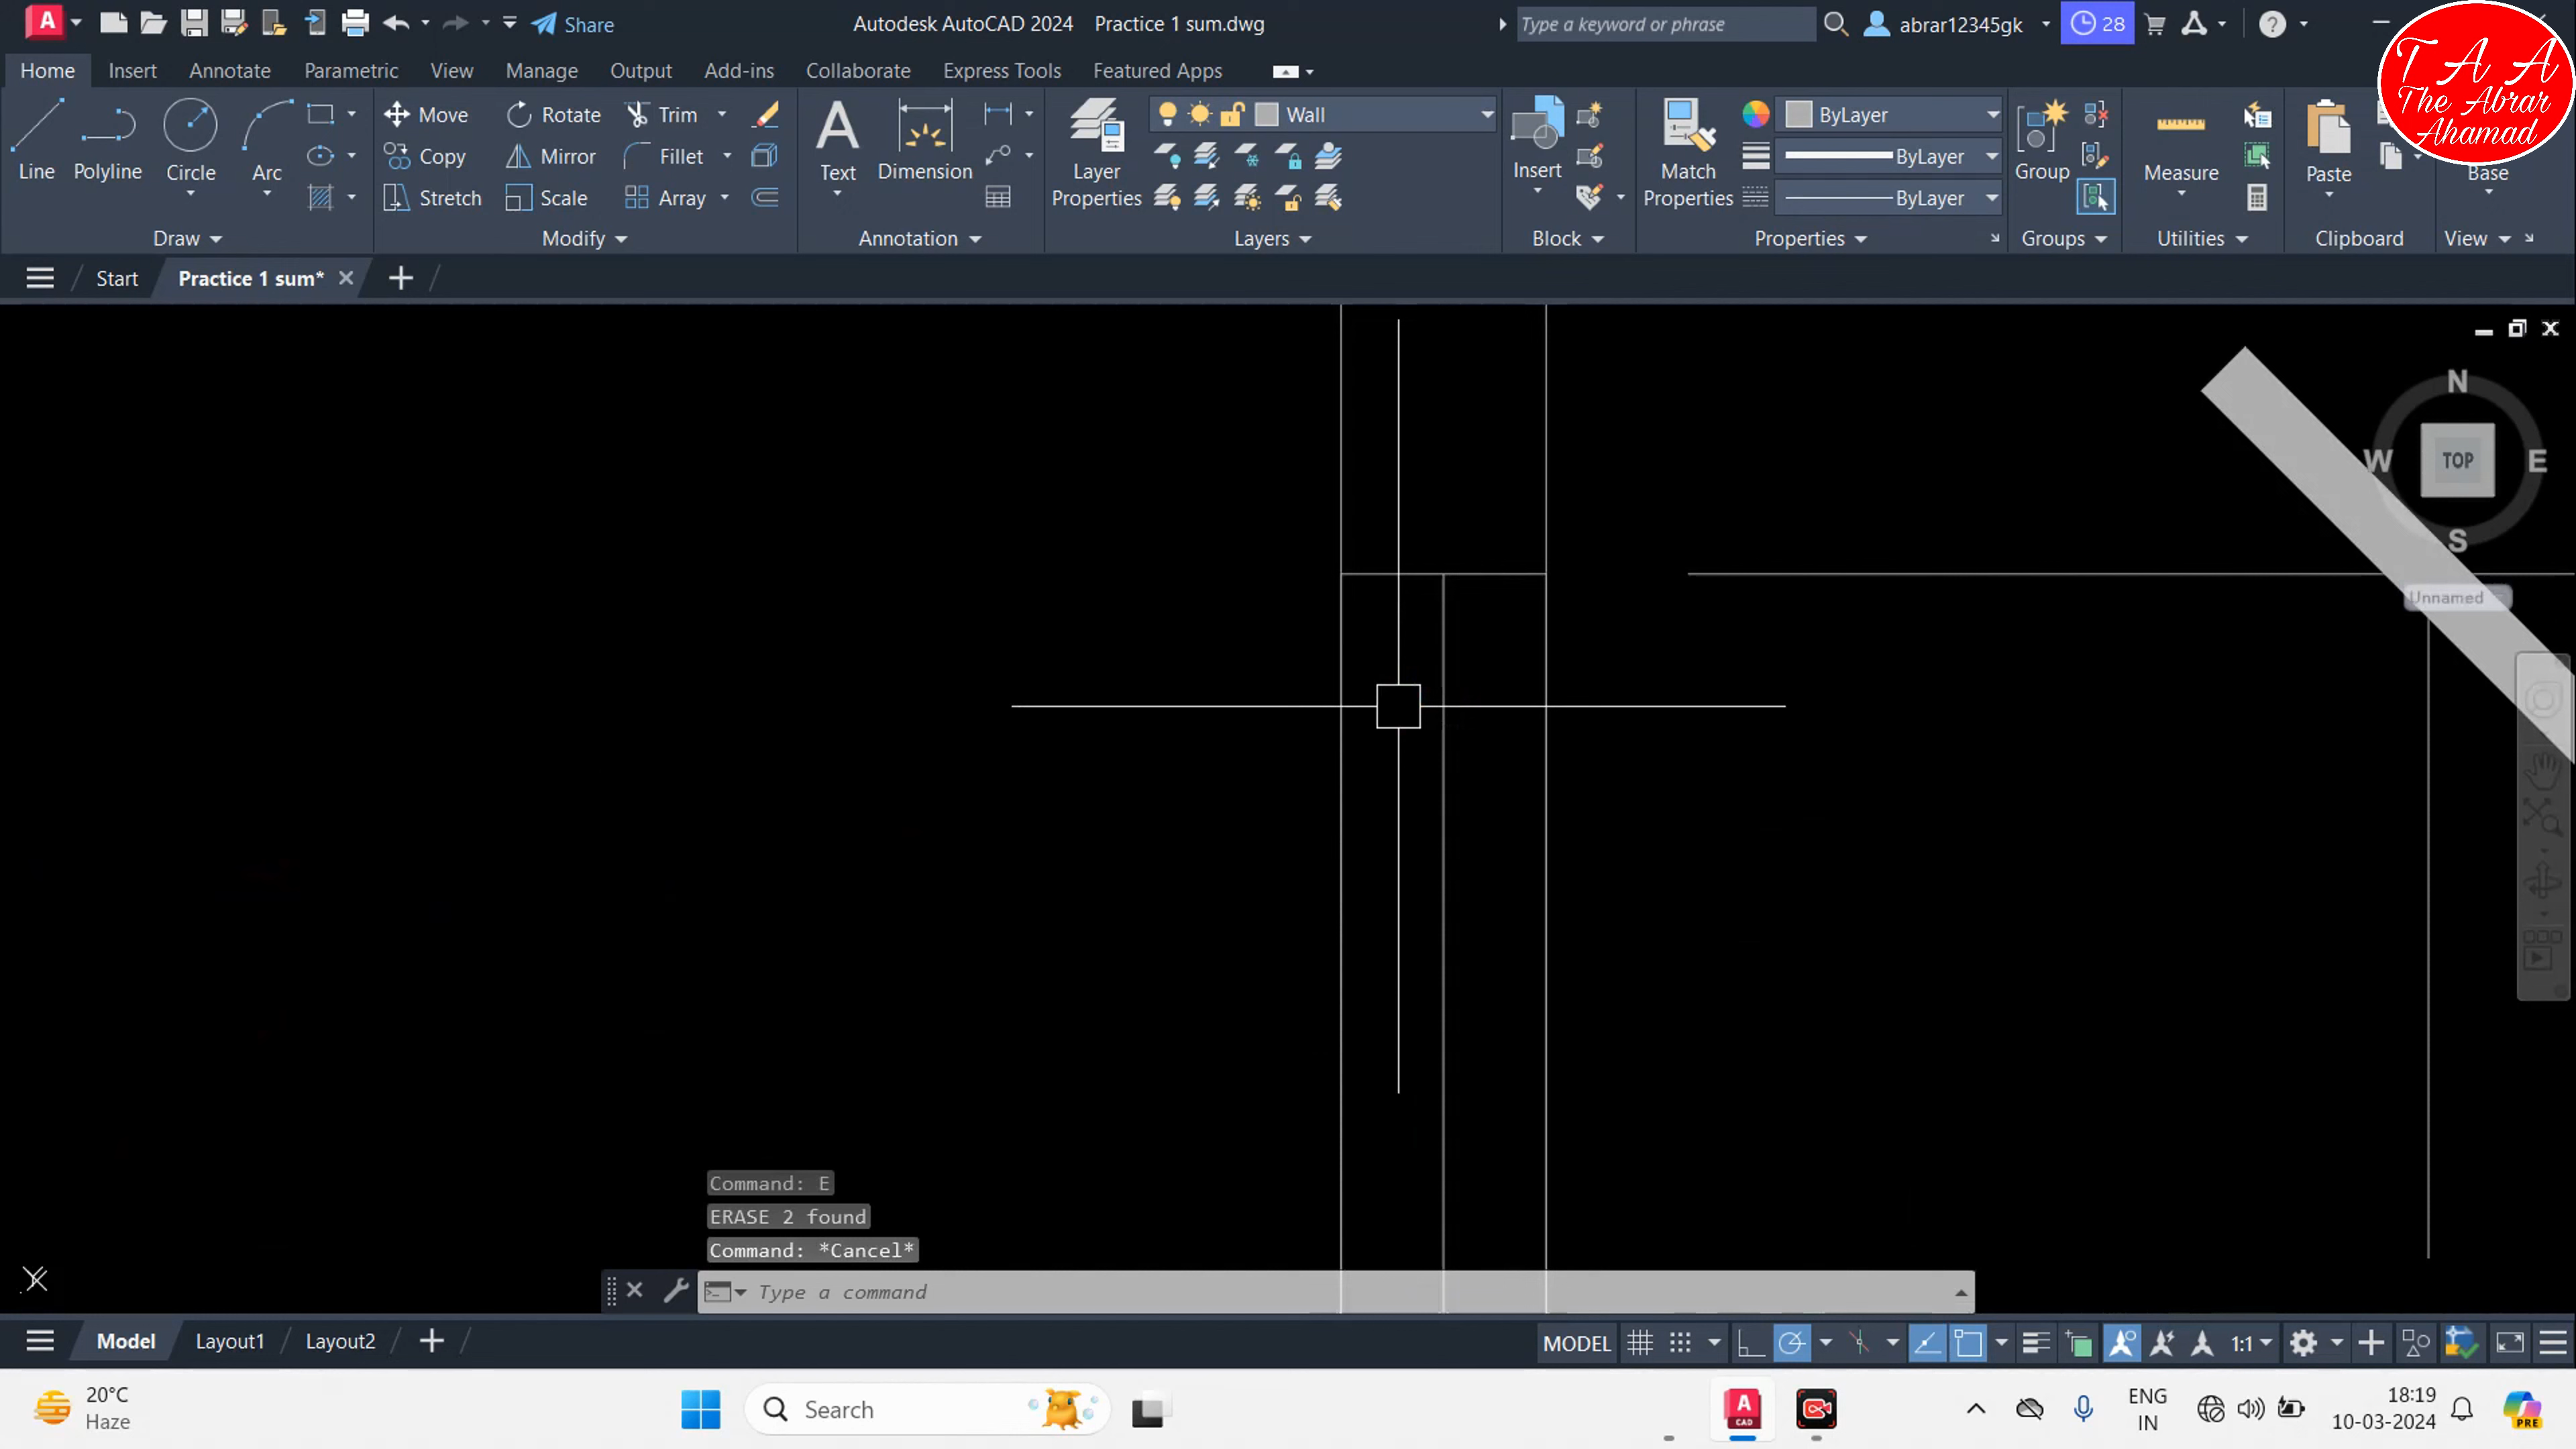 A Share Autodesk AutoCAD 2024 Practice 1 sum.dwg Type a keyword or phrase abrar12345gk 28
Home Insert Annotate Parametric View Manage Output Add-ins Collaborate Express Tools Featured Apps
T A A
The Abrar
Ahamad
Line Polyline Circle Arc
Draw
Move Rotate Trim
Copy Mirror Fillet
Stretch Scale Array
Modify
Text Dimension
Annotation
Layer
Properties
Wall
Layers
Insert
Block
Match
Properties
ByLayer
ByLayer
ByLayer
Properties
Group
Groups
Measure
Utilities
Paste
Clipboard
Base
View
Start Practice 1 sum*
N
W TOP E
S
Unnamed
Command: E
ERASE 2 found
Command: *Cancel*
Type a command
Model Layout1 Layout2 MODEL 1:1
20°C
Haze
Search
A
CAD
ENG
IN
18:19
10-03-2024
PRE